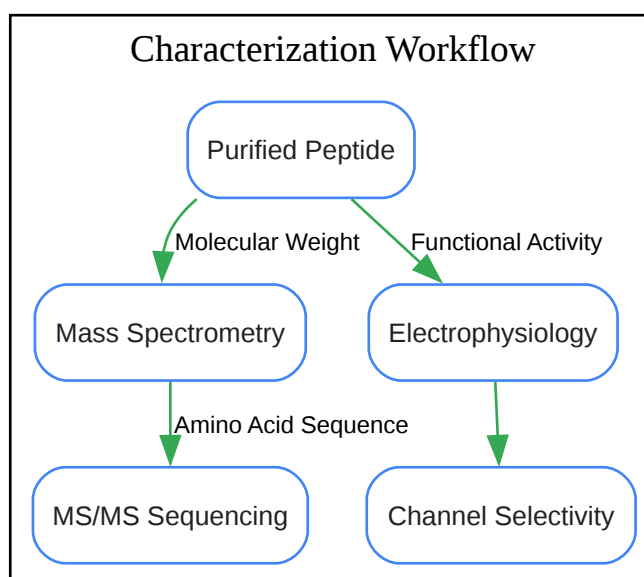 Characterization Workflow
Purified Peptide
Molecular Weight
Functional Activity
Mass Spectrometry
Electrophysiology
Amino Acid Sequence
MS/MS Sequencing
Channel Selectivity